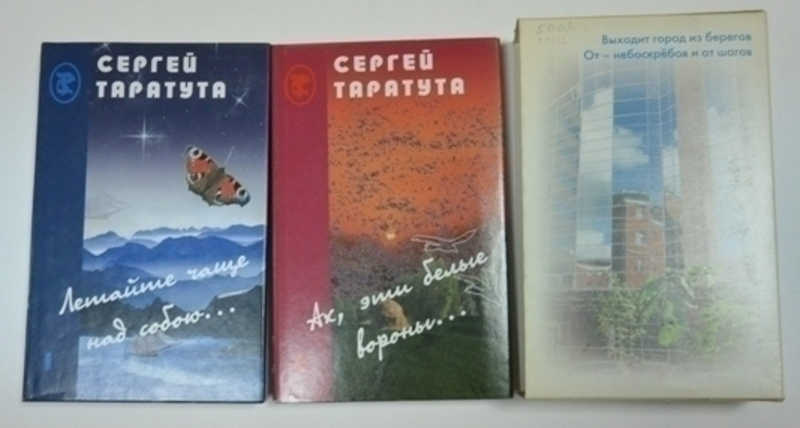 СЕРГЕЙ
ТАРАТУТА
Летайте чаще
над собою...
СЕРГЕЙ
ТАРАТУТА
Ах, эти белые
вороны...
Выходит город из берегов
От – небоскрёбов и от шагов